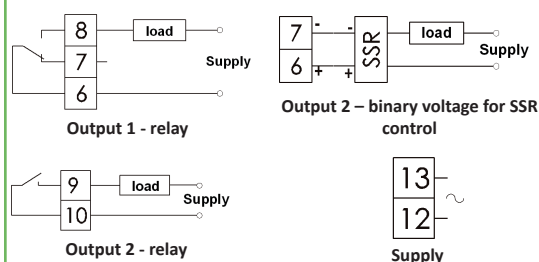 8
load
7
Supply
6
Output 1 - relay
7 - - SSR load
Supply
6 + +
Output 2 – binary voltage for SSR
control
9
load
Supply
10
Output 2 - relay
13
12
Supply